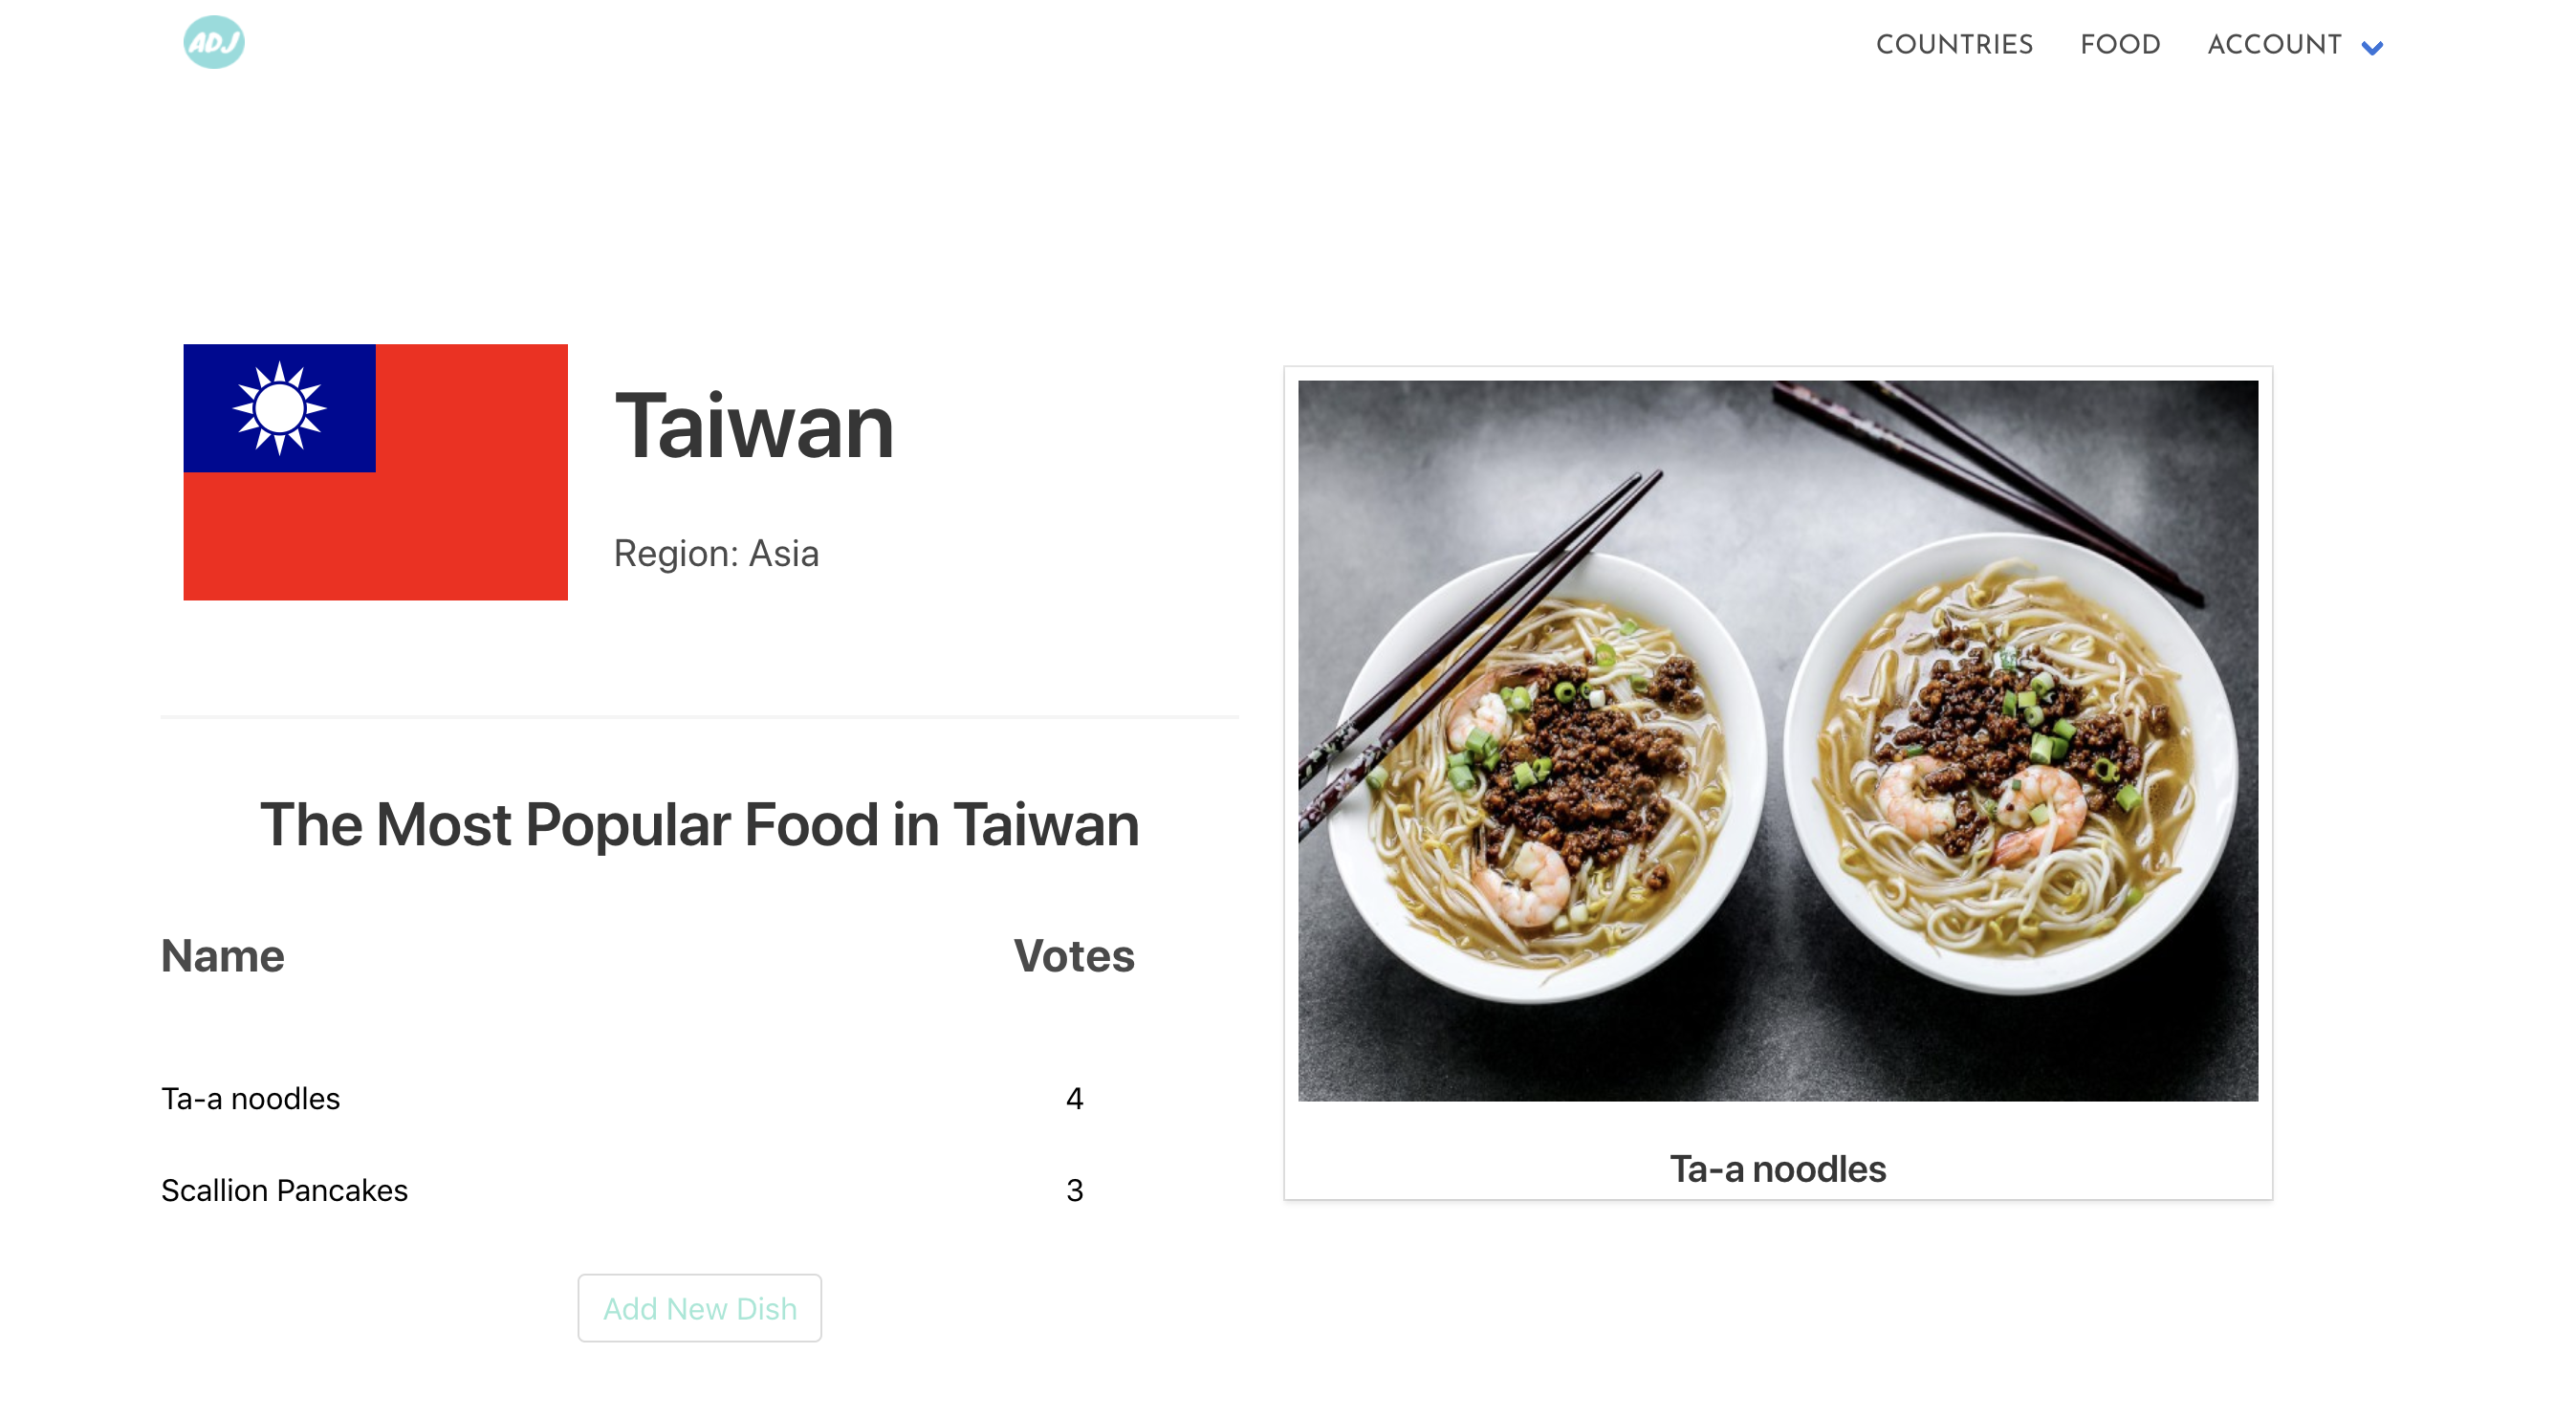 ADJ
COUNTRIES FOOD ACCOUNT
Taiwan
Region: Asia
The Most Popular Food in Taiwan
Name Votes
Ta-a noodles 4
Scallion Pancakes 3
Add New Dish
Ta-a noodles